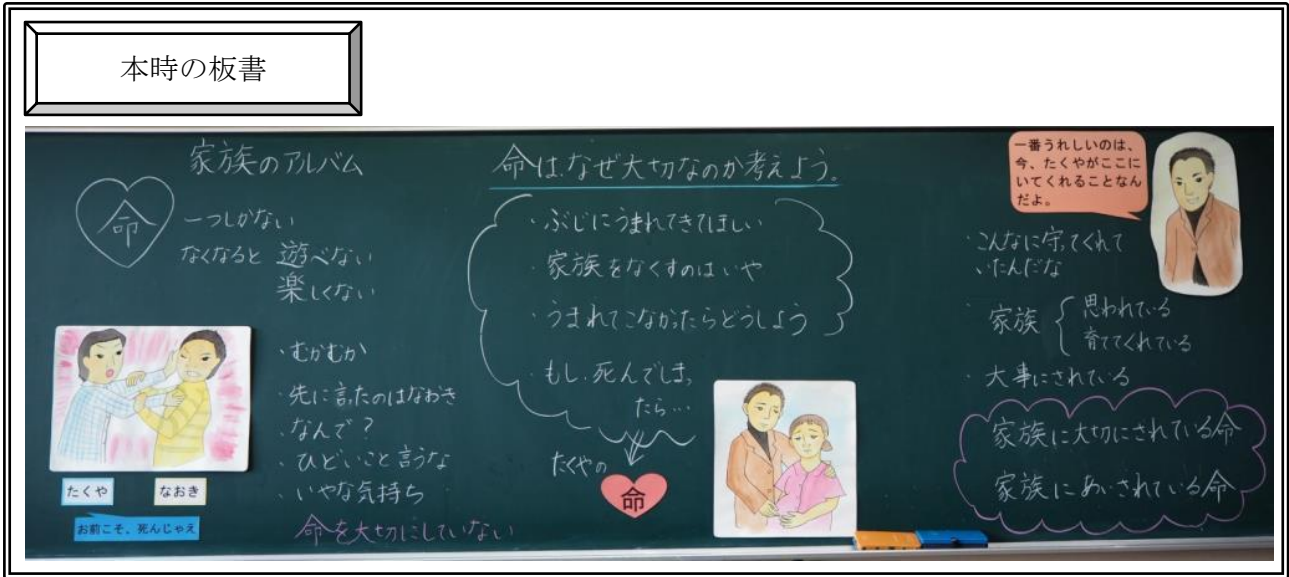 本時の板書
家族のアルバム
命
一つしかない
なくなると 遊べない
楽しくない
・むかむか
・先に言ったのはなおき
・なんで?
・ひどいこと言うな
・いやな気持ち
命を大切にしていない
たくや
なおき
お前こそ、死んじゃえ
命は、なぜ大切なのか考えよう。
・ぶじにうまれてきてほしい
・家族をなくすのはいや
・うまれてこなかったらどうしよう
・もし、死んでしまっ
たら…
たくやの
命
一番うれしいのは、
今、たくやがここに
いてくれることなん
だよ。
・こんなに守ってくれて
いたんだな
・家族
思われている
育ててくれている
・大事にされている
家族に大切にされている命
家族にあいされている命